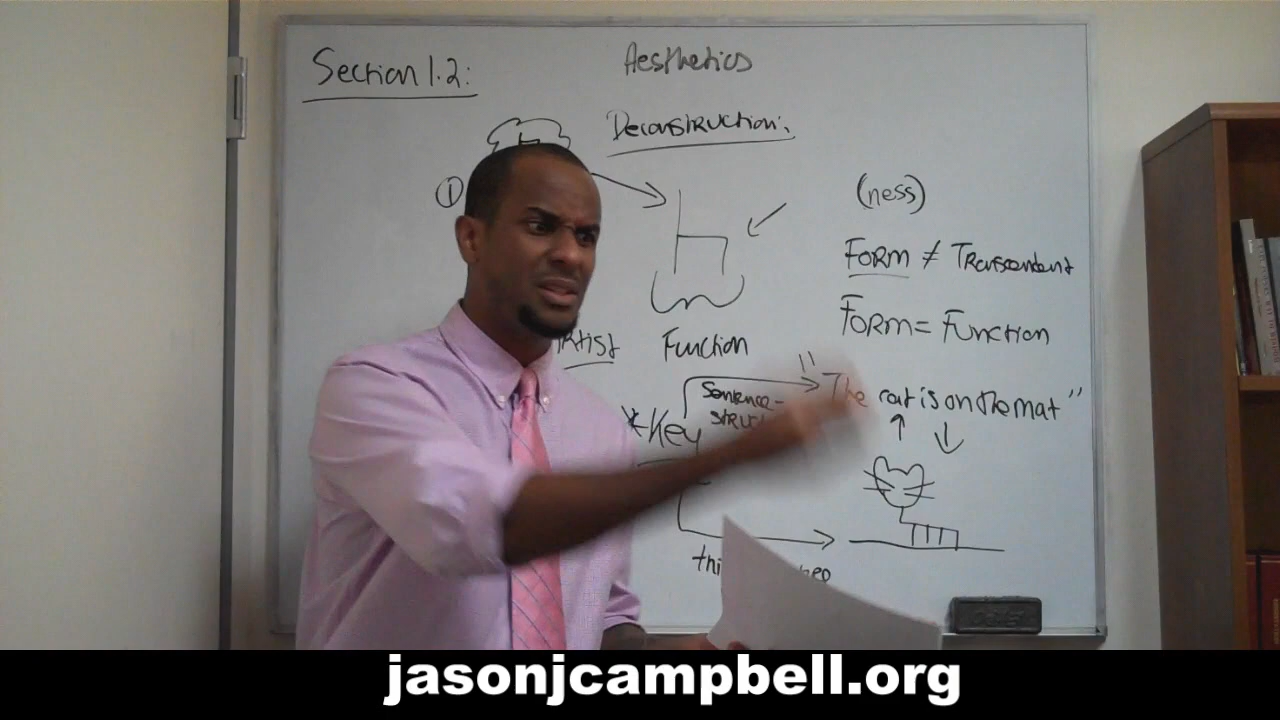 Aesthetics
Section 1.2:
Deconstruction:
①
(ness)
FORM ≠ Transcendent
FORM = Function
Function
"The cat is on the mat"
Sentence-
*Key
jasonjcampbell.org